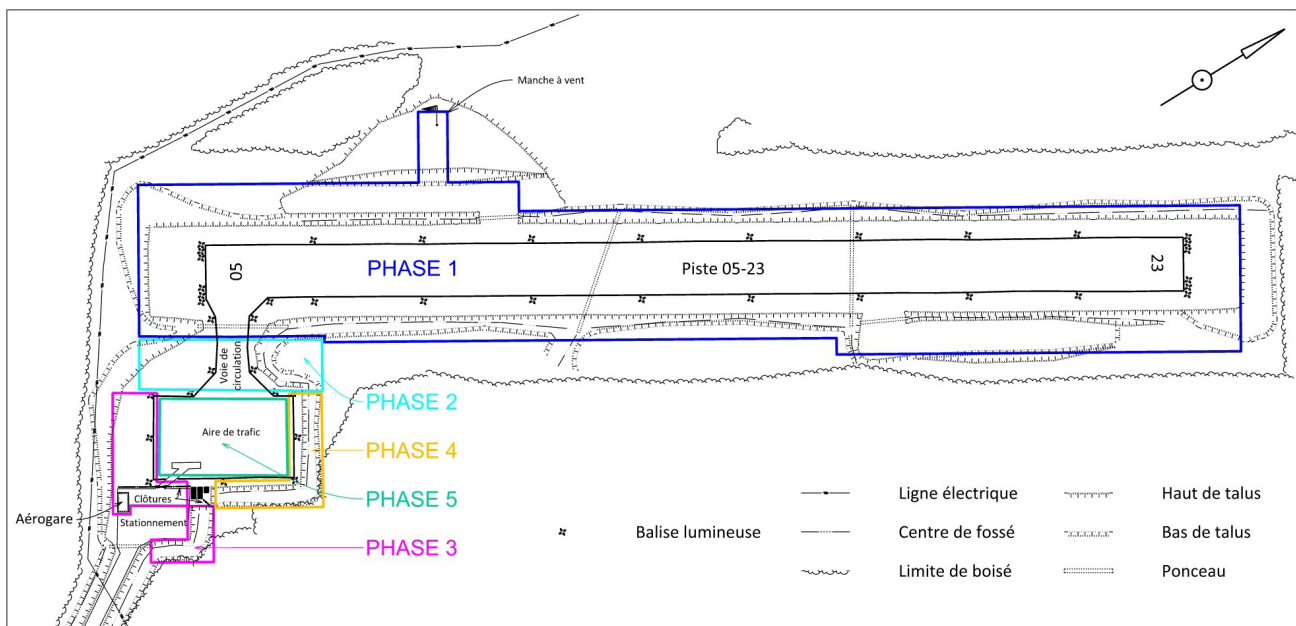 Manche à vent
05
PHASE 1
Piste 05-23
23
Voie de
circulation
PHASE 2
Aire de trafic
PHASE 4
Clôtures
PHASE 5
Aérogare
Stationnement
PHASE 3
Balise lumineuse
Ligne électrique
Haut de talus
Centre de fossé
Bas de talus
Limite de boisé
Ponceau